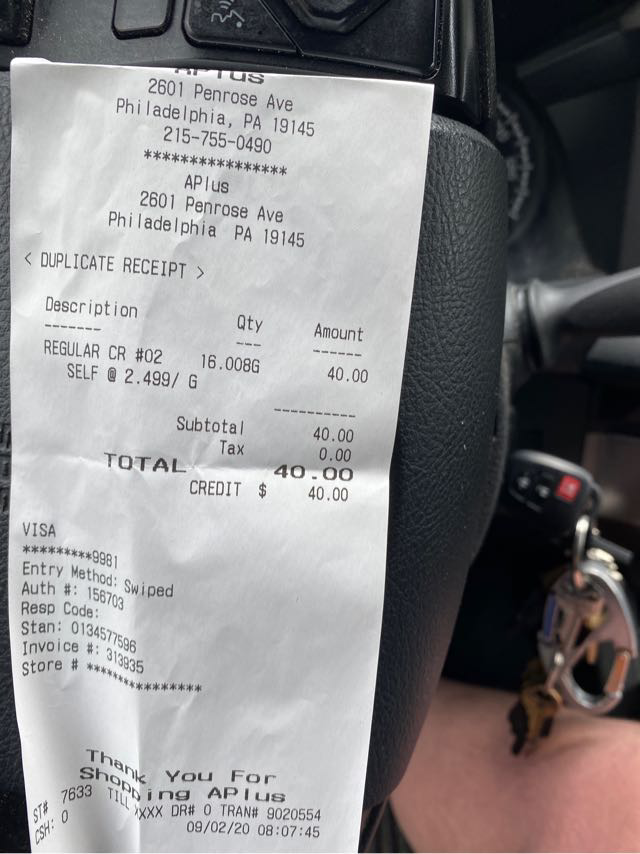 APlus
2601 Penrose Ave
Philadelphia, PA 19145
215-755-0490
****************
APlus
2601 Penrose Ave
Philadelphia PA 19145
< DUPLICATE RECEIPT >
Description Qty Amount
------- --- ------
REGULAR CR #02 16.008G 40.00
SELF @ 2.499/ G
----------
Subtotal 40.00
Tax 0.00
TOTAL 40.00
CREDIT $ 40.00
VISA
*********9981
Entry Method: Swiped
Auth #: 156703
Resp Code:
Stan: 0134577596
Invoice #: 313935
Store # ****************
Thank You For
Shopping APlus
ST# 7633 TILL XXXX DR# 0 TRAN# 9020554
CSH: 0 09/02/20 08:07:45